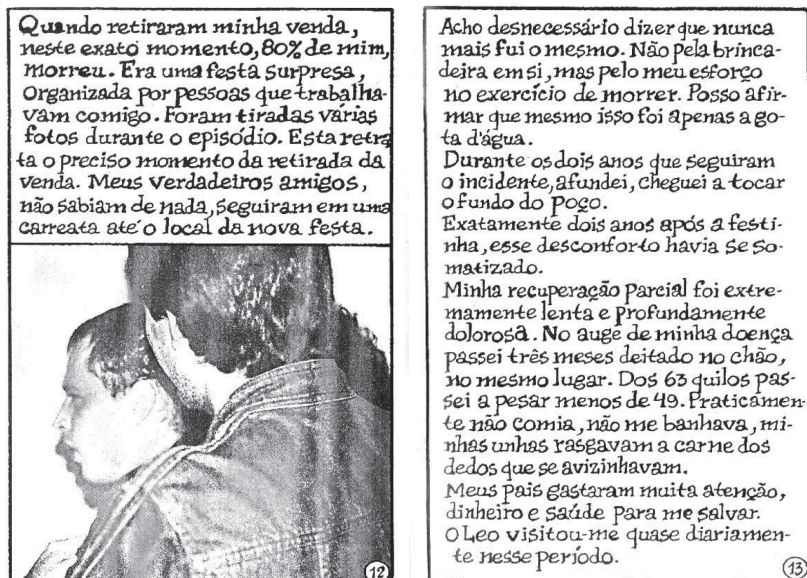 Quando retiraram minha venda,
neste exato momento, 80% de mim,
morreu. Era uma festa surpresa,
organizada por pessoas que trabalha-
vam comigo. Foram tiradas várias
fotos durante o episódio. Esta retra
ta o preciso momento da retirada da
venda. Meus verdadeiros amigos,
não sabiam de nada, seguiram em uma
carreata até o local da nova festa.
12
Acho desnecessário dizer que nunca
mais fui o mesmo. Não pela brinca-
deira em si, mas pelo meu esforço
no exercício de morrer. Posso afir-
mar que mesmo isso foi apenas a go-
ta d'água.
Durante os dois anos que seguiram
o incidente, afundei, cheguei a tocar
o fundo do poço.
Exatamente dois anos após a festi-
nha, esse desconforto havia se so-
matizado.
Minha recuperação parcial foi extre-
mamente lenta e profundamente
dolorosa. No auge de minha doença
passei três meses deitado no chão,
no mesmo lugar. Dos 63 quilos pas-
sei a pesar menos de 49. Praticamen-
te não comia, não me banhava, mi-
nhas unhas rasgavam a carne dos
dedos que se avizinhavam.
Meus pais gastaram muita atenção,
dinheiro e saúde para me salvar.
O Leo visitou-me quase diariamen-
te nesse período.
13